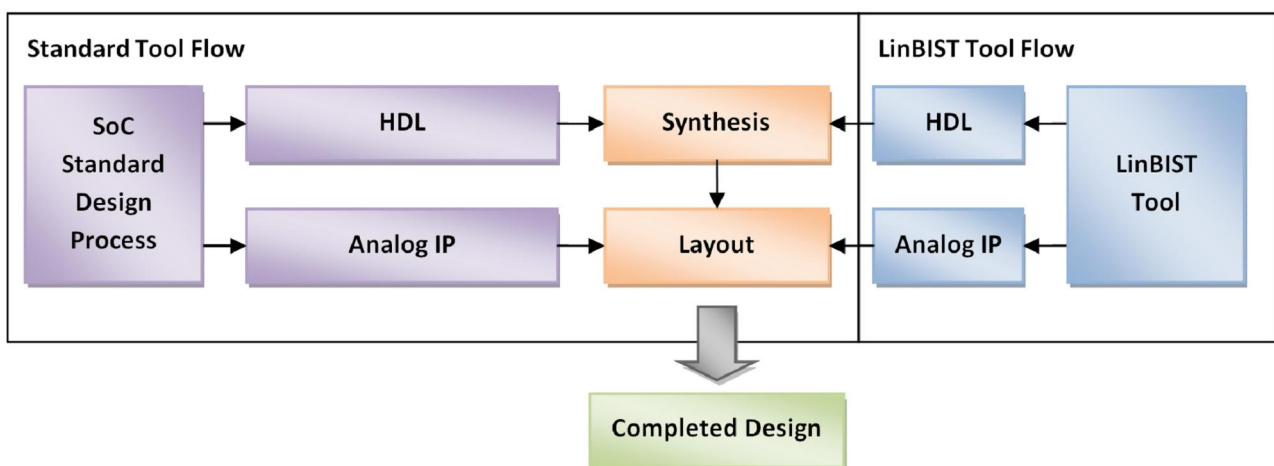 Standard Tool Flow
LinBIST Tool Flow
SoC
Standard
Design
Process
HDL
Synthesis
HDL
LinBIST
Tool
Analog IP
Layout
Analog IP
Completed Design